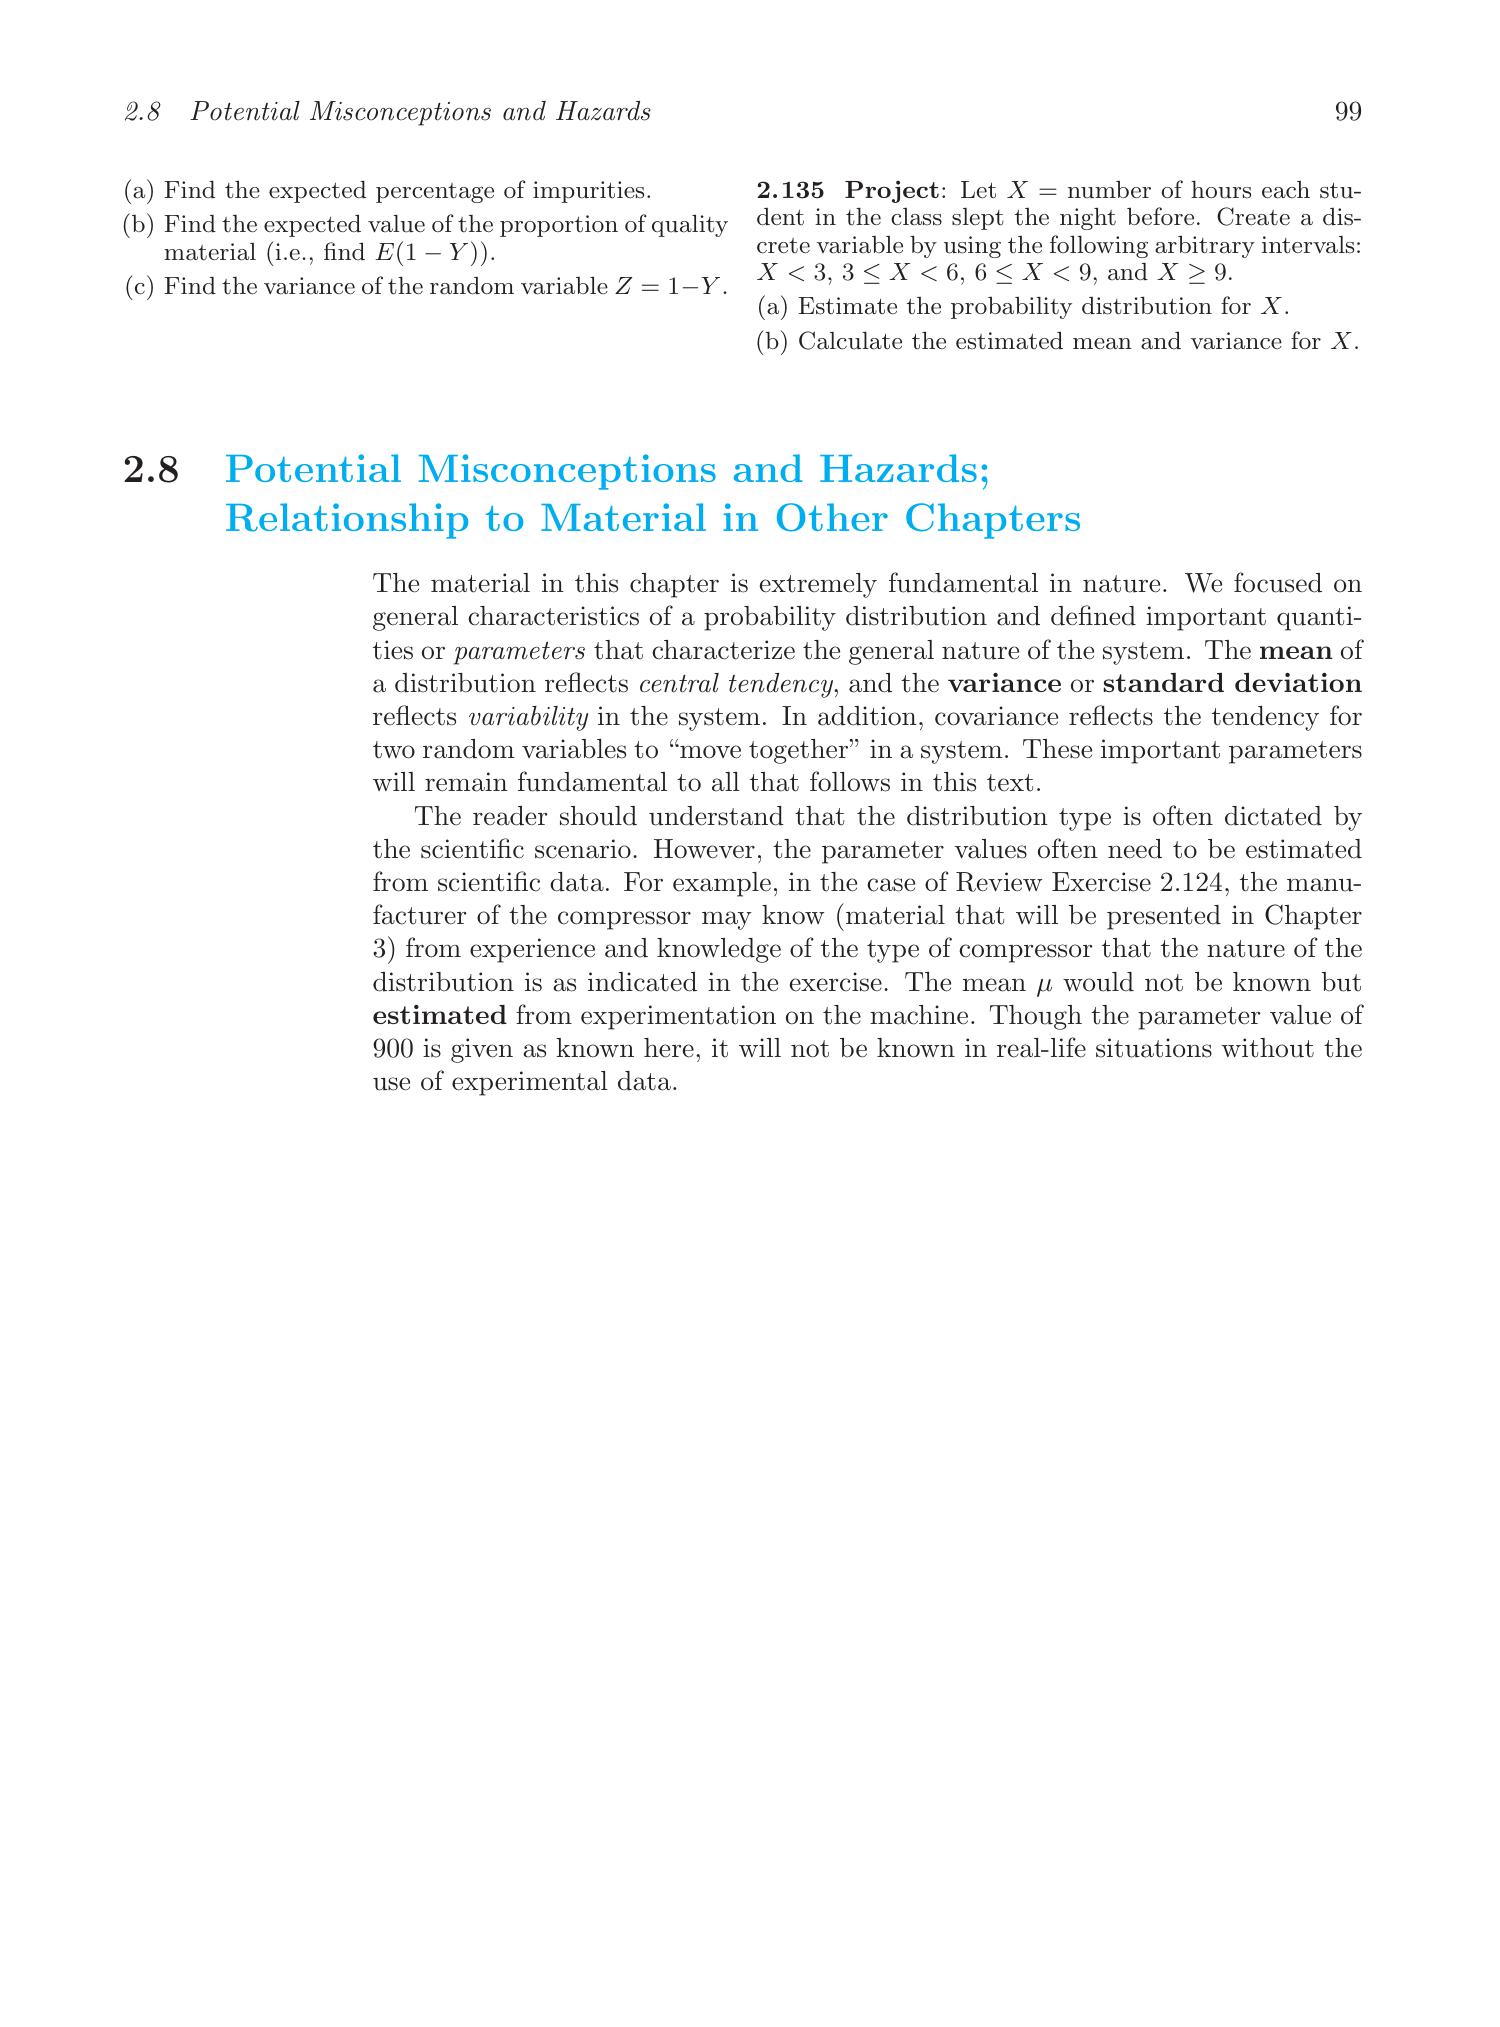 2.8 Potential Misconceptions and Hazards 99
(a) Find the expected percentage of impurities.
(b) Find the expected value of the proportion of quality
material (i.e., find E(1 − Y)).
(c) Find the variance of the random variable Z = 1−Y.
2.135 Project: Let X = number of hours each stu-
dent in the class slept the night before. Create a dis-
crete variable by using the following arbitrary intervals:
X < 3, 3 ≤ X < 6, 6 ≤ X < 9, and X ≥ 9.
(a) Estimate the probability distribution for X.
(b) Calculate the estimated mean and variance for X.
2.8 Potential Misconceptions and Hazards;
Relationship to Material in Other Chapters
The material in this chapter is extremely fundamental in nature. We focused on
general characteristics of a probability distribution and defined important quanti-
ties or parameters that characterize the general nature of the system. The mean of
a distribution reflects central tendency, and the variance or standard deviation
reflects variability in the system. In addition, covariance reflects the tendency for
two random variables to “move together” in a system. These important parameters
will remain fundamental to all that follows in this text.
The reader should understand that the distribution type is often dictated by
the scientific scenario. However, the parameter values often need to be estimated
from scientific data. For example, in the case of Review Exercise 2.124, the manu-
facturer of the compressor may know (material that will be presented in Chapter
3) from experience and knowledge of the type of compressor that the nature of the
distribution is as indicated in the exercise. The mean μ would not be known but
estimated from experimentation on the machine. Though the parameter value of
900 is given as known here, it will not be known in real-life situations without the
use of experimental data.